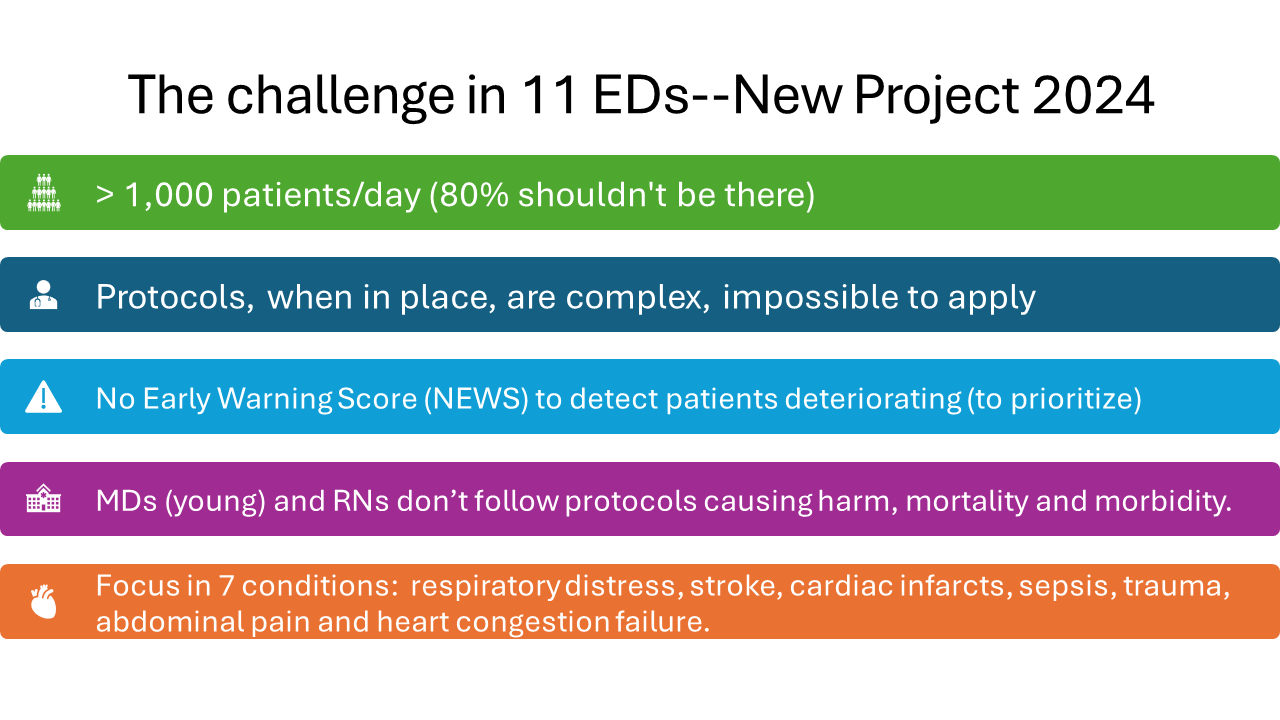 The challenge in 11 EDs--New Project 2024
> 1,000 patients/day (80% shouldn't be there)
Protocols, when in place, are complex, impossible to apply
No Early Warning Score (NEWS) to detect patients deteriorating (to prioritize)
MDs (young) and RNs don’t follow protocols causing harm, mortality and morbidity.
Focus in 7 conditions: respiratory distress, stroke, cardiac infarcts, sepsis, trauma,
abdominal pain and heart congestion failure.